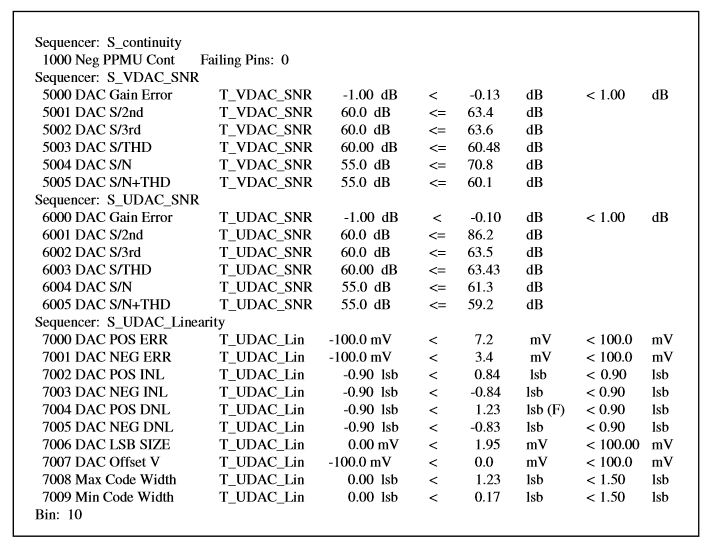 Sequencer: S_continuity
1000 Neg PPMU Cont Failing Pins: 0
Sequencer: S_VDAC_SNR
5000 DAC Gain Error T_VDAC_SNR -1.00 dB < -0.13 dB < 1.00 dB
5001 DAC S/2nd T_VDAC_SNR 60.0 dB <= 63.4 dB
5002 DAC S/3rd T_VDAC_SNR 60.0 dB <= 63.6 dB
5003 DAC S/THD T_VDAC_SNR 60.00 dB <= 60.48 dB
5004 DAC S/N T_VDAC_SNR 55.0 dB <= 70.8 dB
5005 DAC S/N+THD T_VDAC_SNR 55.0 dB <= 60.1 dB
Sequencer: S_UDAC_SNR
6000 DAC Gain Error T_UDAC_SNR -1.00 dB < -0.10 dB < 1.00 dB
6001 DAC S/2nd T_UDAC_SNR 60.0 dB <= 86.2 dB
6002 DAC S/3rd T_UDAC_SNR 60.0 dB <= 63.5 dB
6003 DAC S/THD T_UDAC_SNR 60.00 dB <= 63.43 dB
6004 DAC S/N T_UDAC_SNR 55.0 dB <= 61.3 dB
6005 DAC S/N+THD T_UDAC_SNR 55.0 dB <= 59.2 dB
Sequencer: S_UDAC_Linearity
7000 DAC POS ERR T_UDAC_Lin -100.0 mV < 7.2 mV < 100.0 mV
7001 DAC NEG ERR T_UDAC_Lin -100.0 mV < 3.4 mV < 100.0 mV
7002 DAC POS INL T_UDAC_Lin -0.90 lsb < 0.84 lsb < 0.90 lsb
7003 DAC NEG INL T_UDAC_Lin -0.90 lsb < -0.84 lsb < 0.90 lsb
7004 DAC POS DNL T_UDAC_Lin -0.90 lsb < 1.23 lsb (F) < 0.90 lsb
7005 DAC NEG DNL T_UDAC_Lin -0.90 lsb < -0.83 lsb < 0.90 lsb
7006 DAC LSB SIZE T_UDAC_Lin 0.00 mV < 1.95 mV < 100.00 mV
7007 DAC Offset V T_UDAC_Lin -100.0 mV < 0.0 mV < 100.0 mV
7008 Max Code Width T_UDAC_Lin 0.00 lsb < 1.23 lsb < 1.50 lsb
7009 Min Code Width T_UDAC_Lin 0.00 lsb < 0.17 lsb < 1.50 lsb
Bin: 10